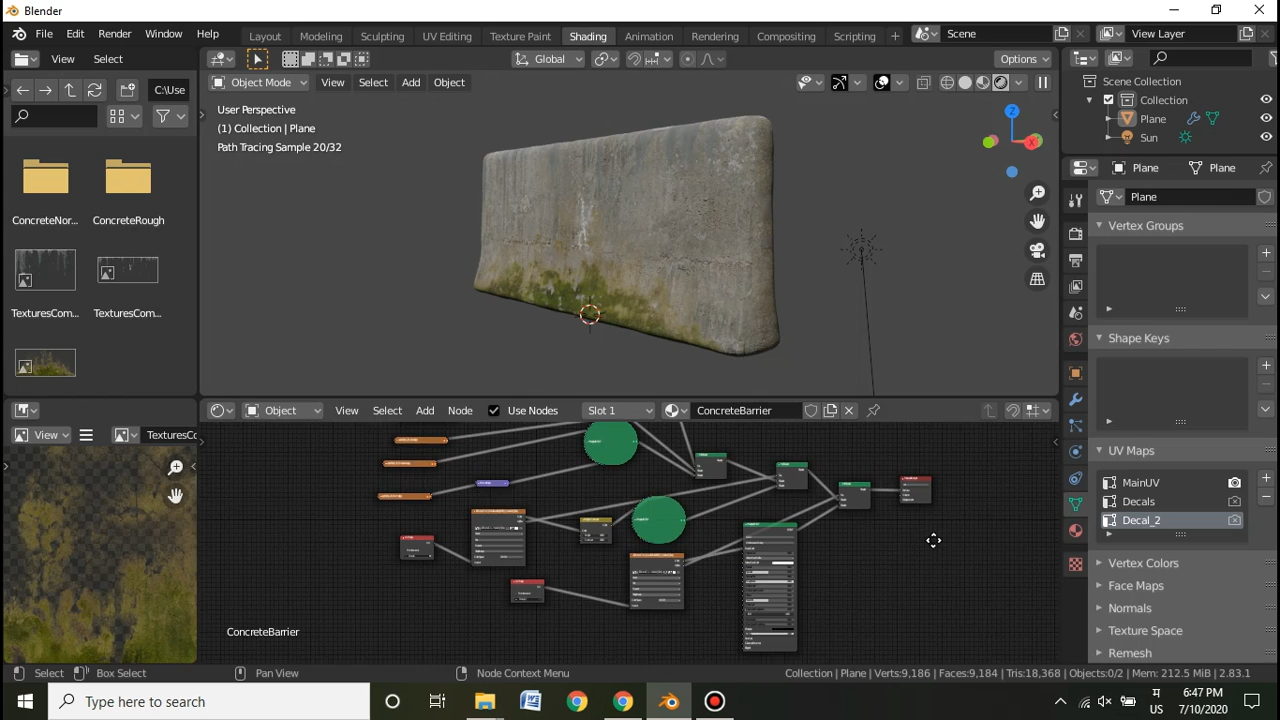 Blender
File Edit Render Window Help
Layout Modeling Sculpting UV Editing Texture Paint Shading Animation Rendering Compositing Scripting +
Scene
View Layer
View Select
Global
Options
C:\Use
Object Mode View Select Add Object
User Perspective
(1) Collection | Plane
Path Tracing Sample 20/32
Z
X
ConcreteNor...
ConcreteRough
TexturesCom...
TexturesCom...
Scene Collection
Collection
Plane
Sun
Plane
Plane
Plane
Vertex Groups
Shape Keys
UV Maps
MainUV
Decals
Decal_2
Vertex Colors
Face Maps
Normals
Texture Space
Remesh
View
TexturesCo
Object View Select Add Node Use Nodes Slot 1 ConcreteBarrier
ConcreteBarrier
Select Box Select Pan View Node Context Menu
Collection | Plane | Verts:9,186 | Faces:9,184 | Tris:18,368 | Objects:0/2 | Mem: 212.5 MiB | 2.83.1
Type here to search
US
6:47 PM
7/10/2020